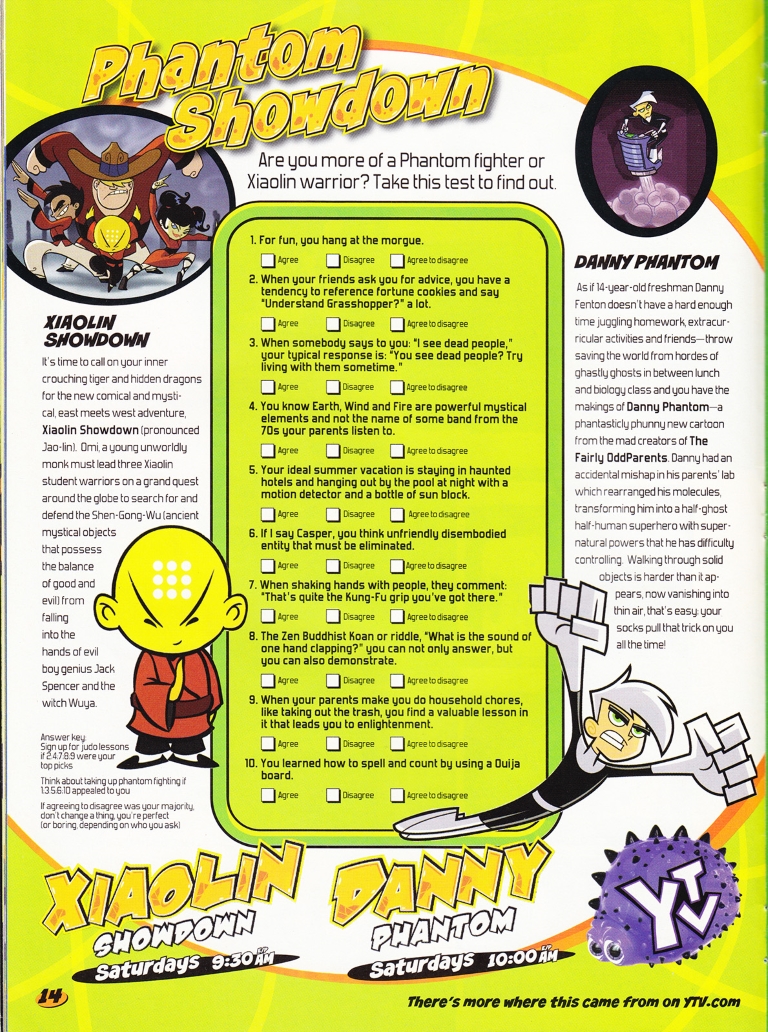 Phantom
Showdown
Are you more of a Phantom fighter or
Xiaolin warrior? Take this test to find out.
XIAOLIN
SHOWDOWN
It's time to call on your inner
crouching tiger and hidden dragons
for the new comical and mysti-
cal, east meets west adventure,
Xiaolin Showdown (pronounced
Jao-lin). Omi, a young unworldly
monk must lead three Xiaolin
student warriors on a grand quest
around the globe to search for and
defend the Shen-Gong-Wu (ancient
mystical objects
that possess
the balance
of good and
evil) from
falling
into the
hands of evil
boy genius Jack
Spencer and the
witch Wuya.
Answer key:
Sign up for judo lessons
if 2,4,7,8,9 were your
top picks
Think about taking up phantom fighting if
1,3,5,6,10 appealed to you
If agreeing to disagree was your majority,
don't change a thing, you're perfect
(or boring, depending on who you ask)
1. For fun, you hang at the morgue.
Agree Disagree Agree to disagree
2. When your friends ask you for advice, you have a
tendency to reference fortune cookies and say
"Understand Grasshopper?" a lot.
Agree Disagree Agree to disagree
3. When somebody says to you: "I see dead people,"
your typical response is: "You see dead people? Try
living with them sometime."
Agree Disagree Agree to disagree
4. You know Earth, Wind and Fire are powerful mystical
elements and not the name of some band from the
70s your parents listen to.
Agree Disagree Agree to disagree
5. Your ideal summer vacation is staying in haunted
hotels and hanging out by the pool at night with a
motion detector and a bottle of sun block.
Agree Disagree Agree to disagree
6. If I say Casper, you think unfriendly disembodied
entity that must be eliminated.
Agree Disagree Agree to disagree
7. When shaking hands with people, they comment:
"That's quite the Kung-Fu grip you've got there."
Agree Disagree Agree to disagree
8. The Zen Buddhist Koan or riddle, "What is the sound of
one hand clapping?" you can not only answer, but
you can also demonstrate.
Agree Disagree Agree to disagree
9. When your parents make you do household chores,
like taking out the trash, you find a valuable lesson in
it that leads you to enlightenment.
Agree Disagree Agree to disagree
10. You learned how to spell and count by using a Ouija
board.
Agree Disagree Agree to disagree
DANNY PHANTOM
As if 14-year-old freshman Danny
Fenton doesn't have a hard enough
time juggling homework, extracur-
ricular activities and friends—throw
saving the world from hordes of
ghastly ghosts in between lunch
and biology class and you have the
makings of Danny Phantom—a
phantasticly phunny new cartoon
from the mad creators of The
Fairly OddParents. Danny had an
accidental mishap in his parents' lab
which rearranged his molecules,
transforming him into a half-ghost
half-human superhero with super-
natural powers that he has difficulty
controlling. Walking through solid
objects is harder than it ap-
pears, now vanishing into
thin air, that's easy: your
socks pull that trick on you
all the time!
XIAOLIN
SHOWDOWN
Saturdays 9:30 AM E/P
DANNY
PHANTOM
Saturdays 10:00 AM E/P
YTV
14
There's more where this came from on YTV.com